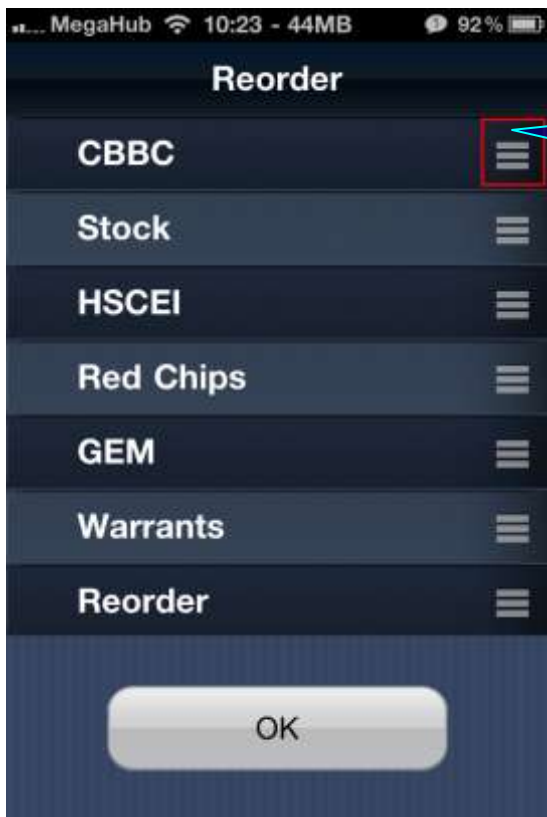 MegaHub 10:23 - 44MB 92%
Reorder
CBBC
Stock
HSCEI
Red Chips
GEM
Warrants
Reorder
OK